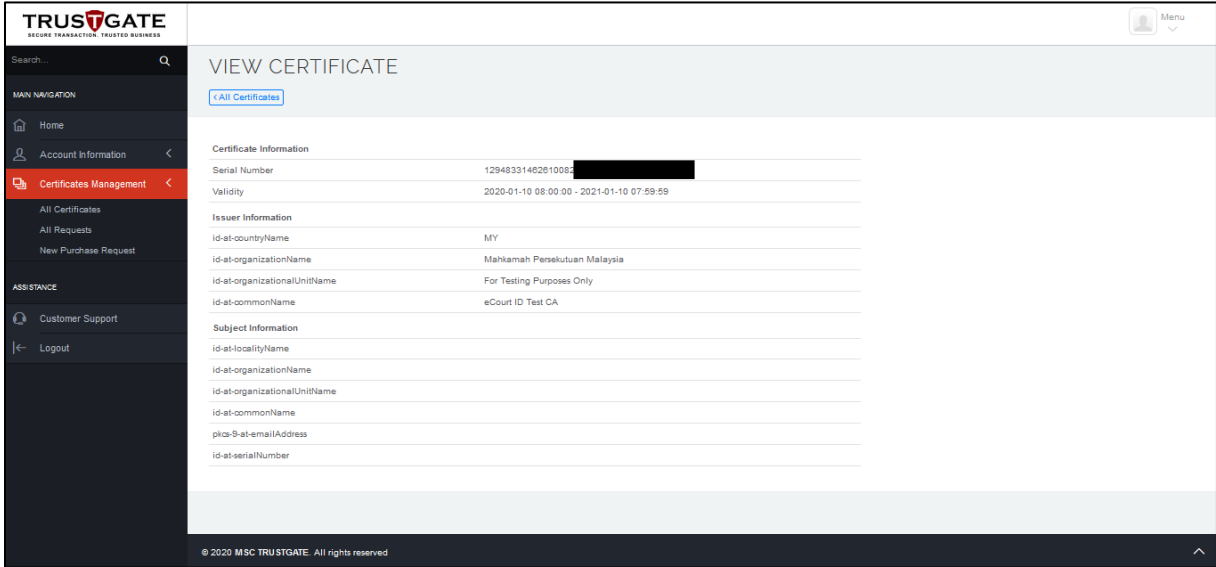 TRUSTGATE
SECURE TRANSACTION. TRUSTED BUSINESS
Menu
Search...
VIEW CERTIFICATE
< All Certificates
MAIN NAVIGATION
Home
Account Information
Certificates Management
All Certificates
All Requests
New Purchase Request
ASSISTANCE
Customer Support
Logout
Certificate Information
Serial Number 12948331462610082
Validity 2020-01-10 08:00:00 - 2021-01-10 07:59:59
Issuer Information
id-at-countryName MY
id-at-organizationName Mahkamah Persekutuan Malaysia
id-at-organizationalUnitName For Testing Purposes Only
id-at-commonName eCourt ID Test CA
Subject Information
id-at-localityName
id-at-organizationName
id-at-organizationalUnitName
id-at-commonName
pkcs-9-at-emailAddress
id-at-serialNumber
© 2020 MSC TRUSTGATE. All rights reserved